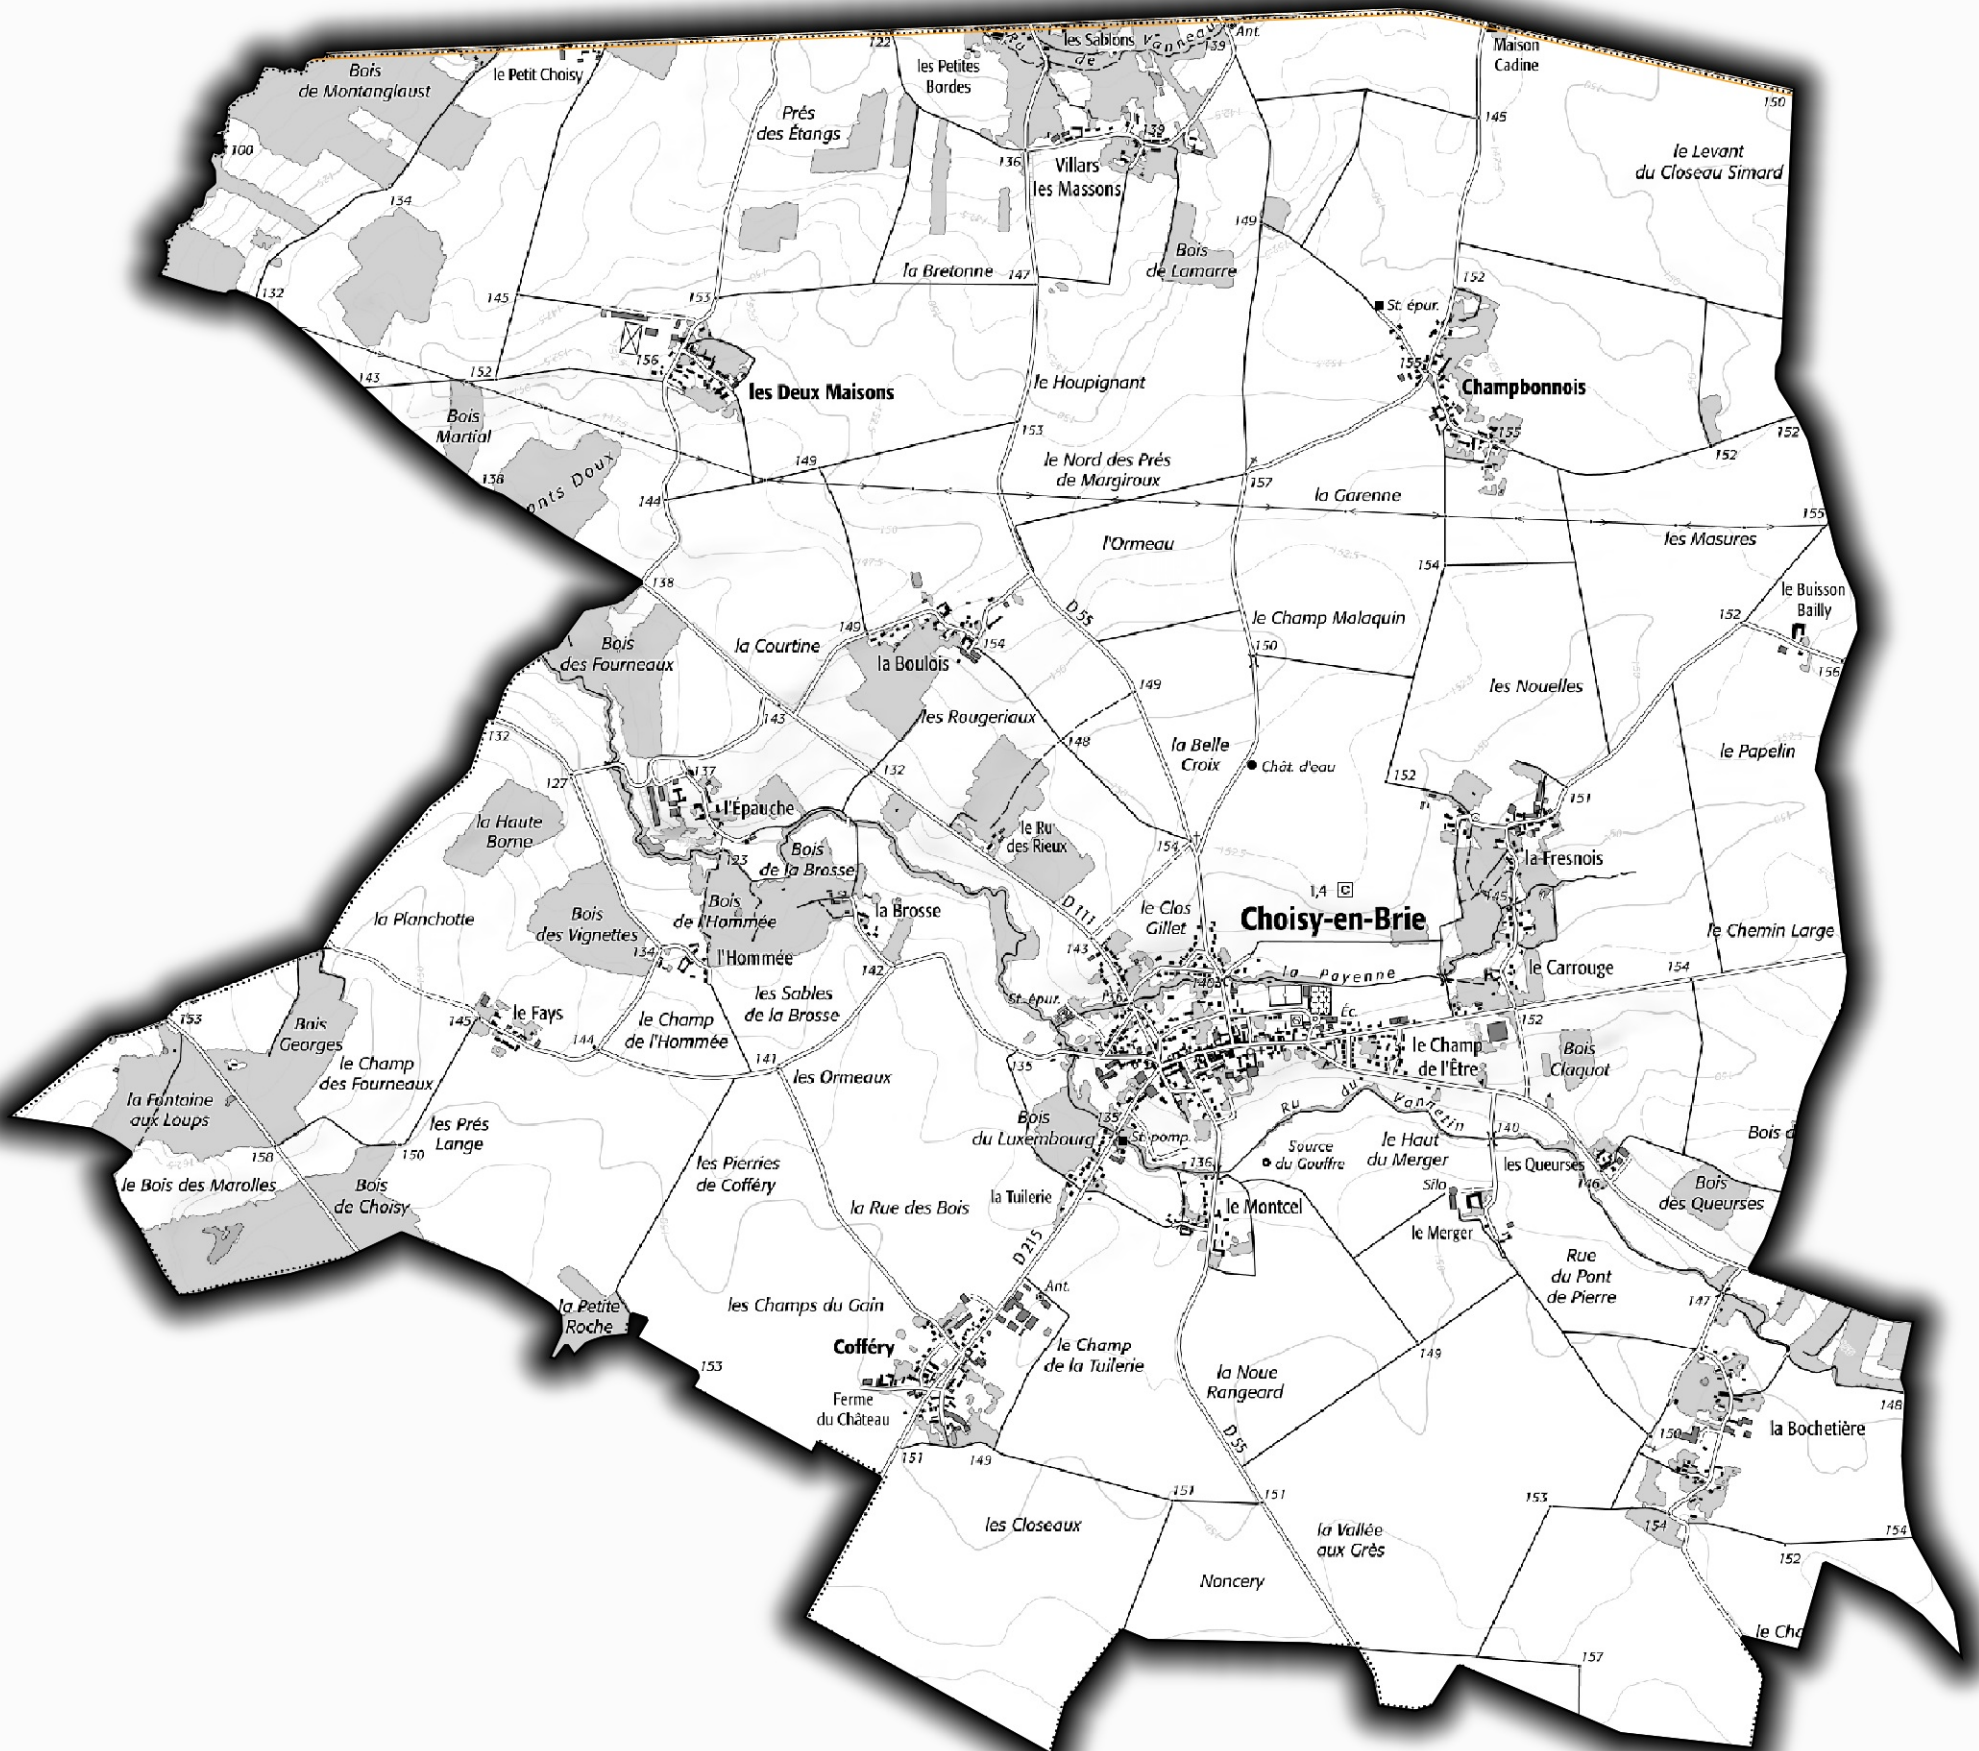 122
Ru
de
les Sablons
Vanneau
139
Ant.
Maison
Cadine
Bois
de Montanglaust
le Petit Choisy
les Petites
Bordes
150
Prés
des Étangs
145
100
136
139
Villars
les Massons
le Levant
du Closeau Simard
134
149
Bois
de Lamarre
la Bretonne
147
132
145
153
152
St. épur.
156
155
143
152
les Deux Maisons
le Houpignant
Champbonnois
Bois
Martial
153
155
152
152
138
149
le Nord des Prés
de Margiroux
onts Doux
144
157
la Garenne
155
l'Ormeau
les Masures
154
138
D 55
le Buisson
Bailly
152
149
la Courtine
154
le Champ Malaquin
Bois
des Fourneaux
la Boulois
150
156
149
les Nouelles
les Rougeriaux
143
132
148
la Belle
Croix
le Papelin
Chât. d'eau
132
137
127
152
151
l'Épauche
la Haute
Borne
le Ru
des Rieux
154
Bois
de la Brosse
123
la Fresnois
1,4 C
145
Bois
de l'Hommée
D 111
le Clos
Gillet
Choisy-en-Brie
la Planchotte
Bois
des Vignettes
la Brosse
le Chemin Large
143
134
l'Hommée
142
la Payenne
le Carrouge
154
146
les Sables
de la Brosse
St. épur.
136
Éc.
le Fays
145
152
153
le Champ
de l'Hommée
Bois
Georges
144
141
135
le Champ
de l'Être
Bois
Claquot
le Champ
des Fourneaux
les Ormeaux
la Fontaine
aux Loups
Ru du Vannetin
Bois
du Luxembourg
135
St. pomp.
les Prés
Lange
140
Bois d
158
150
Source
du Gouffre
le Haut
du Merger
les Queurses
les Pierries
de Cofféry
136
146
le Bois des Marolles
Bois
de Choisy
la Tuilerie
Silo
Bois
des Queurses
la Rue des Bois
le Montcel
le Merger
D 215
Rue
du Pont
de Pierre
Ant.
les Champs du Gain
la Petite
Roche
147
Cofféry
le Champ
de la Tuilerie
149
153
la Noue
Rangeard
Ferme
du Château
148
la Bochetière
D 55
150
151
149
151
151
153
les Closeaux
la Vallée
aux Grès
154
154
152
Noncery
le Cha
157